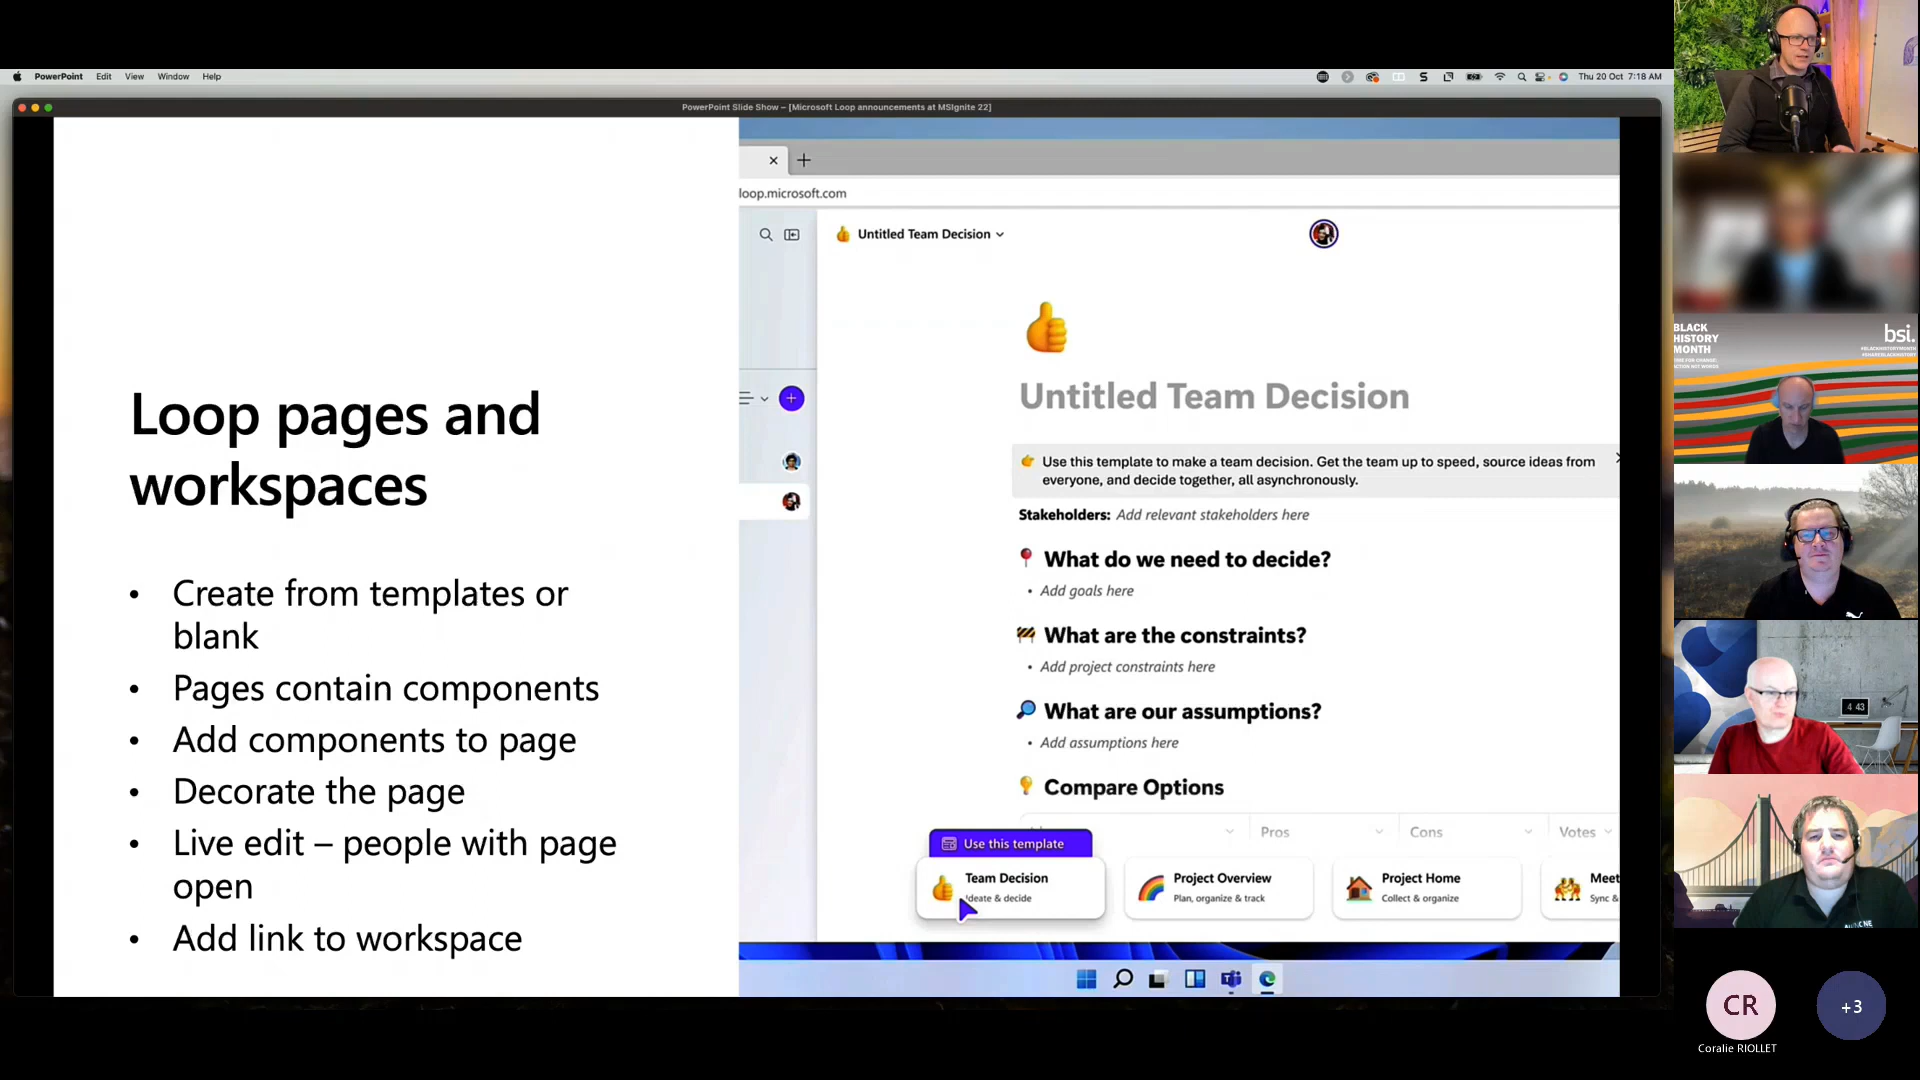 PowerPoint Edit View Window Help
Thu 20 Oct 7:18 AM
PowerPoint Slide Show – [Microsoft Loop announcements at MSIgnite 22]
Loop pages and
workspaces
• Create from templates or
blank
• Pages contain components
• Add components to page
• Decorate the page
• Live edit – people with page
open
• Add link to workspace
loop.microsoft.com
Untitled Team Decision
Untitled Team Decision
Use this template to make a team decision. Get the team up to speed, source ideas from
everyone, and decide together, all asynchronously.
Stakeholders: Add relevant stakeholders here
What do we need to decide?
• Add goals here
What are the constraints?
• Add project constraints here
What are our assumptions?
• Add assumptions here
Compare Options
Pros Cons Votes
Use this template
Team Decision
Ideate & decide
Project Overview
Plan, organize & track
Project Home
Collect & organize
Meet
Sync &
BLACK
HISTORY
MONTH
bsi.
4 43
CR
+3
Coralie RIOLLET